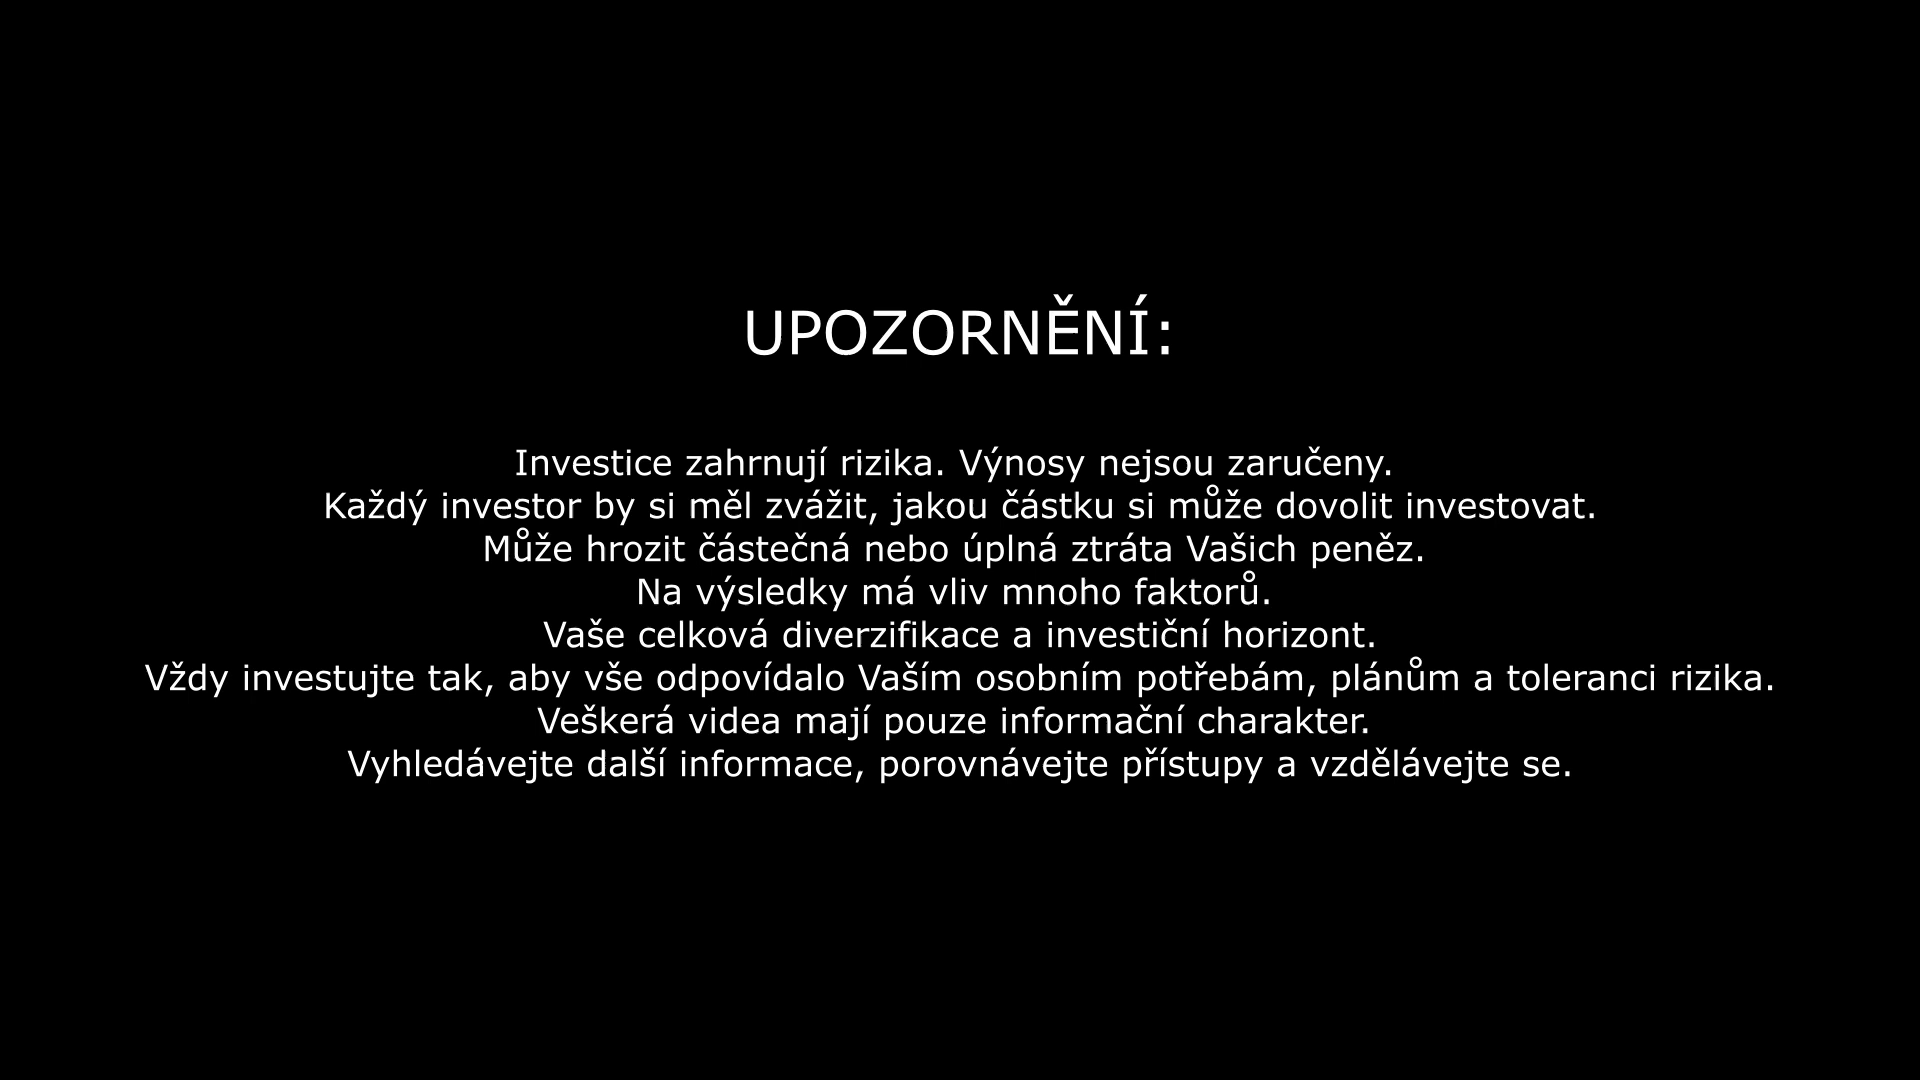 UPOZORNĚNÍ:
Investice zahrnují rizika. Výnosy nejsou zaručeny.
Každý investor by si měl zvážit, jakou částku si může dovolit investovat.
Může hrozit částečná nebo úplná ztráta Vašich peněz.
Na výsledky má vliv mnoho faktorů.
Vaše celková diverzifikace a investiční horizont.
Vždy investujte tak, aby vše odpovídalo Vaším osobním potřebám, plánům a toleranci rizika.
Veškerá videa mají pouze informační charakter.
Vyhledávejte další informace, porovnávejte přístupy a vzdělávejte se.